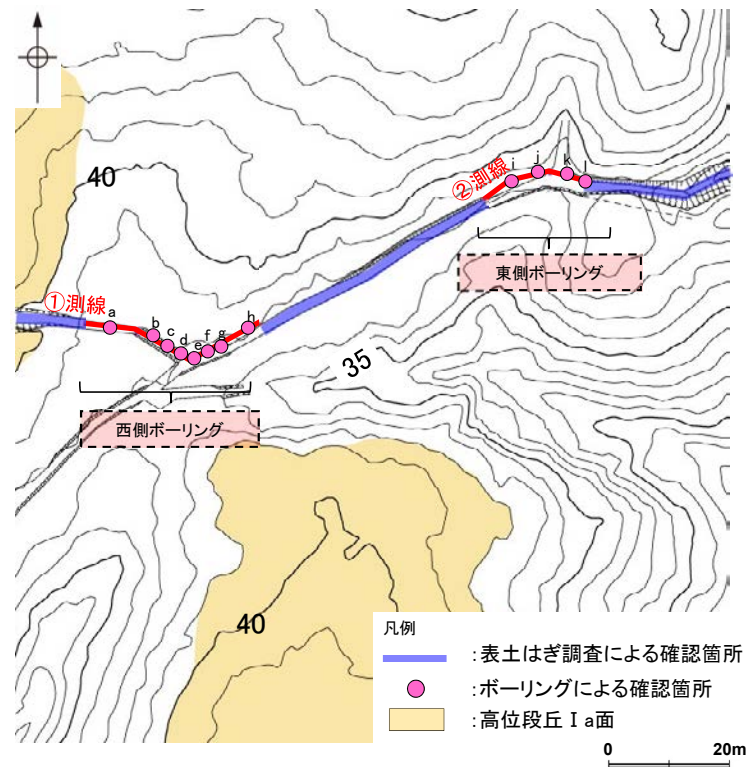 40
②測線
i
j
k
l
東側ボーリング
①測線
a
b
c
d
e
f
g
h
35
西側ボーリング
40
凡例
:表土はぎ調査による確認箇所
:ボーリングによる確認箇所
:高位段丘Ⅰa面
0 20m